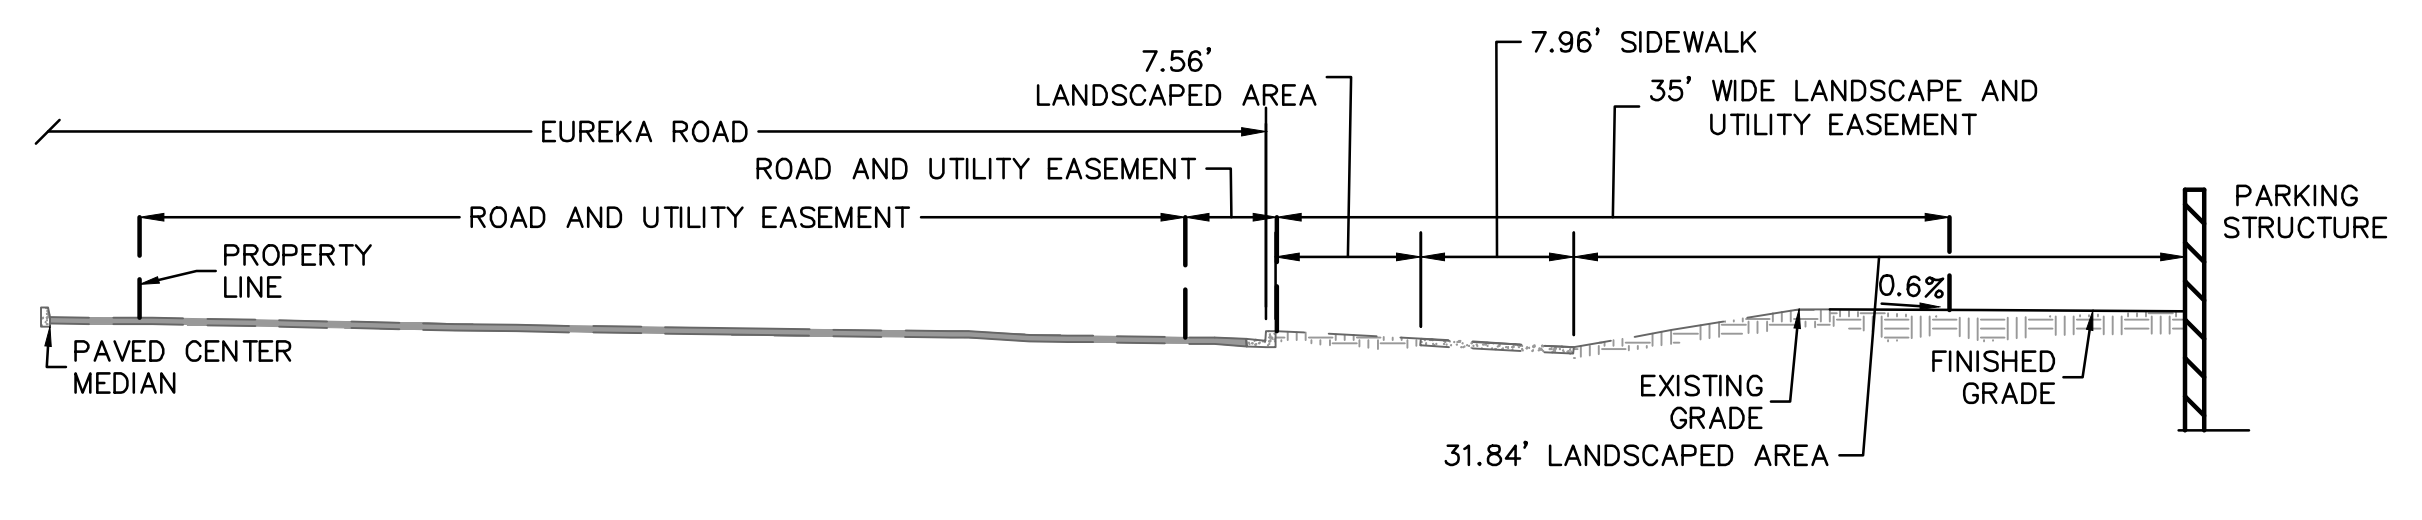 7.96' SIDEWALK
7.56'
LANDSCAPED AREA
35' WIDE LANDSCAPE AND
UTILITY EASEMENT
EUREKA ROAD
ROAD AND UTILITY EASEMENT
ROAD AND UTILITY EASEMENT
PARKING
STRUCTURE
PROPERTY
LINE
0.6%
PAVED CENTER
MEDIAN
EXISTING
GRADE
FINISHED
GRADE
31.84' LANDSCAPED AREA